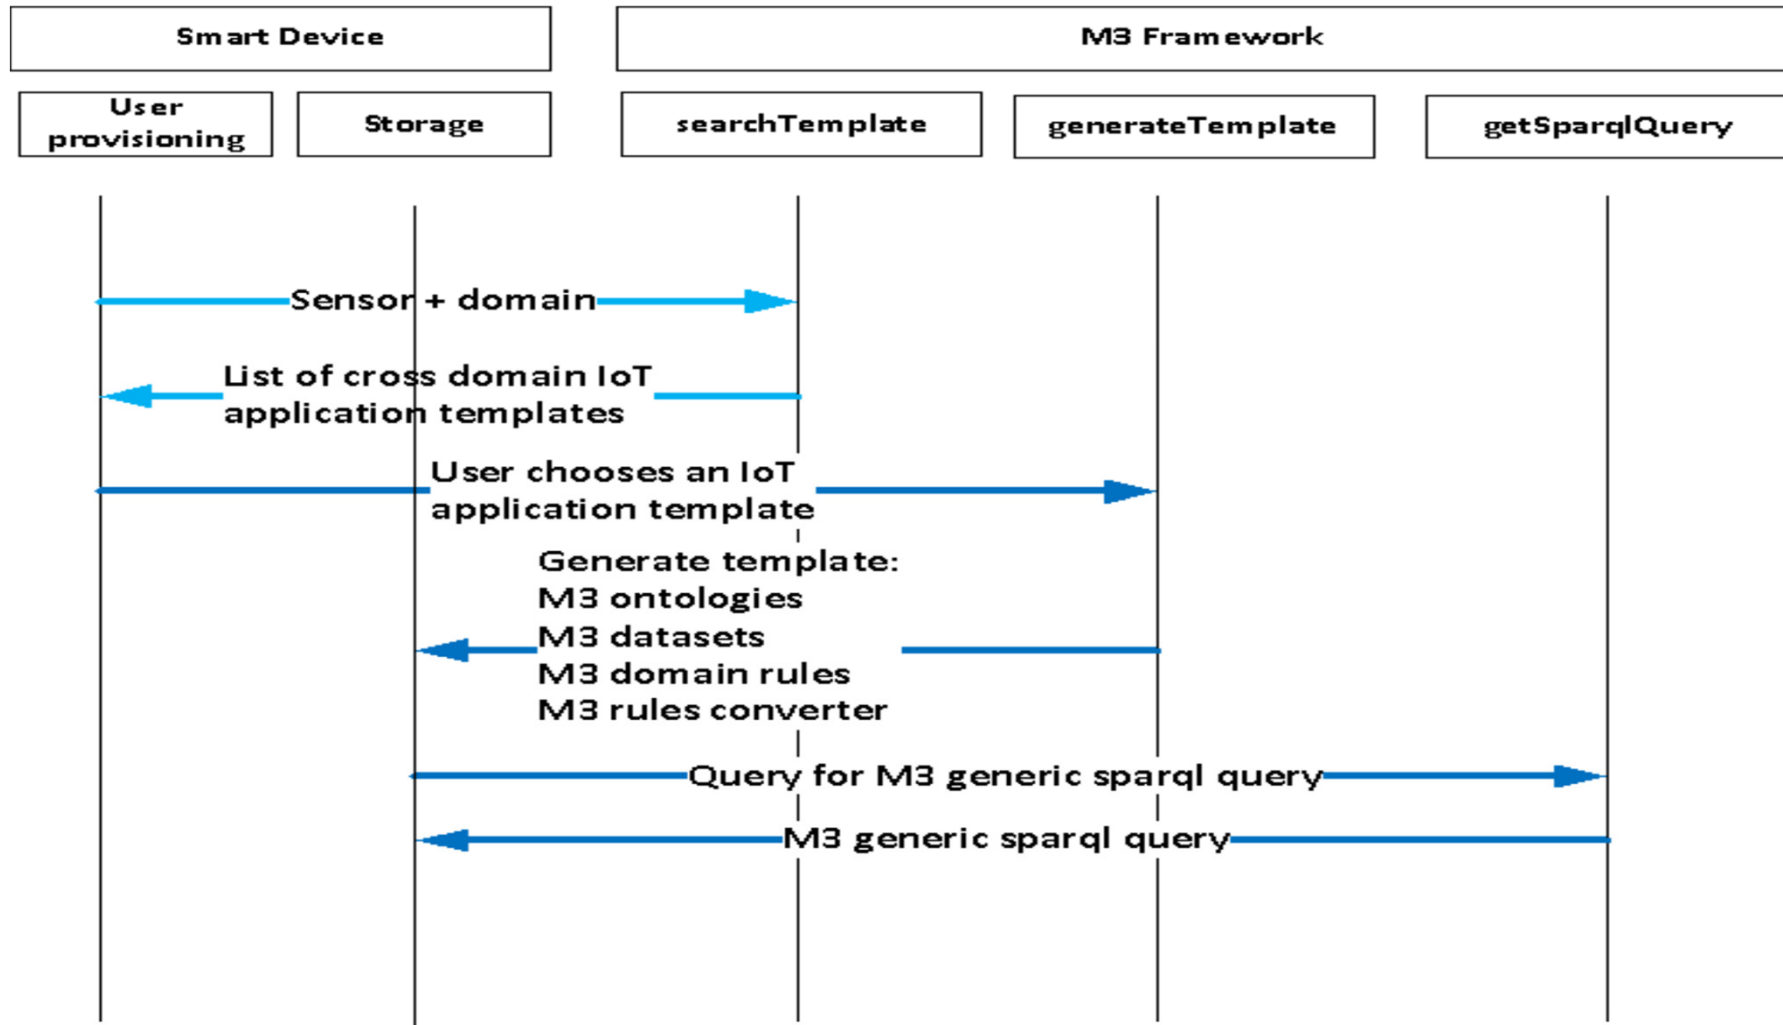 Smart Device
M3 Framework
User
provisioning
Storage
searchTemplate
generateTemplate
getSparqlQuery
Sensor + domain
List of cross domain IoT
application templates
User chooses an IoT
application template
Generate template:
M3 ontologies
M3 datasets
M3 domain rules
M3 rules converter
Query for M3 generic sparql query
M3 generic sparql query